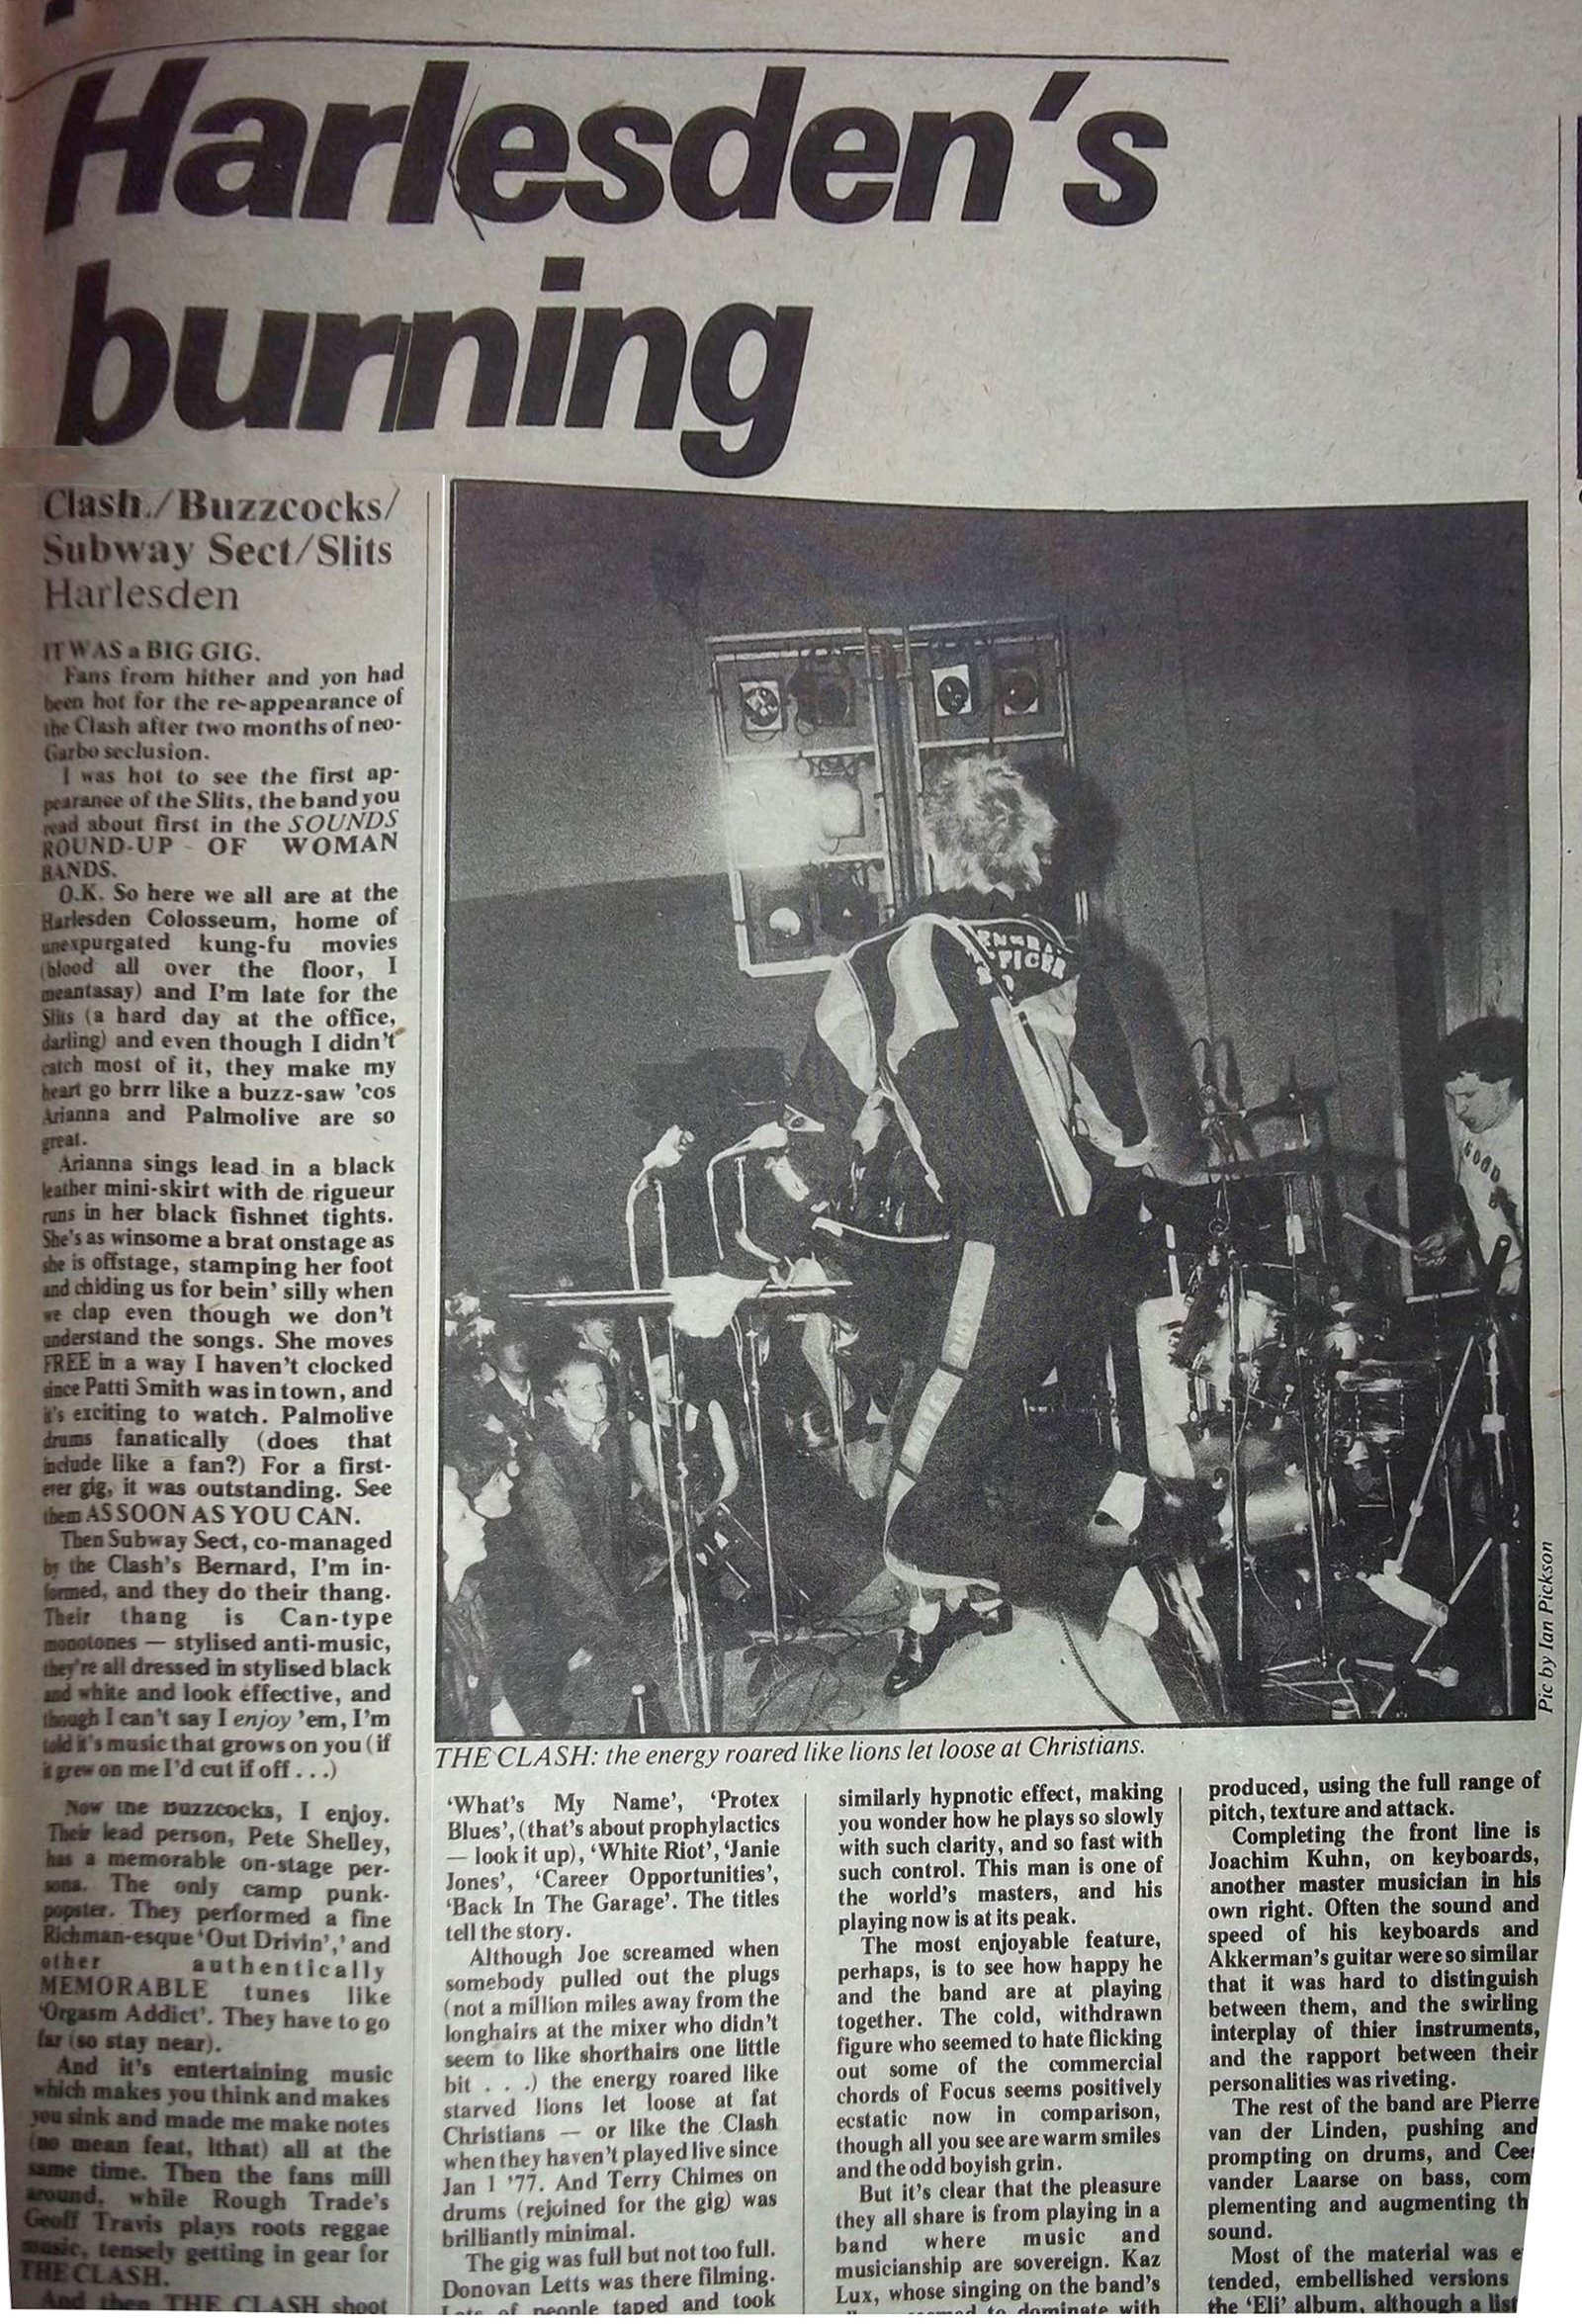 Harlesden's
burning
Clash./Buzzcocks/
Subway Sect/Slits
Harlesden
IT WAS a BIG GIG.
Fans from hither and yon had
been hot for the re-appearance of
the Clash after two months of neo-
Garbo seclusion.
I was hot to see the first ap-
pearance of the Slits, the band you
read about first in the SOUNDS
ROUND-UP OF WOMAN
BANDS.
O.K. So here we all are at the
Harlesden Colosseum, home of
unexpurgated kung-fu movies
(blood all over the floor, I
meantasay) and I'm late for the
Slits (a hard day at the office,
darling) and even though I didn't
catch most of it, they make my
heart go brrr like a buzz-saw 'cos
Arianna and Palmolive are so
great.
Arianna sings lead in a black
leather mini-skirt with de rigueur
runs in her black fishnet tights.
She's as winsome a brat onstage as
she is offstage, stamping her foot
and chiding us for bein' silly when
we clap even though we don't
understand the songs. She moves
FREE in a way I haven't clocked
since Patti Smith was in town, and
it's exciting to watch. Palmolive
drums fanatically (does that
include like a fan?) For a first-
ever gig, it was outstanding. See
them AS SOON AS YOU CAN.
Then Subway Sect, co-managed
by the Clash's Bernard, I'm in-
formed, and they do their thang.
Their thang is Can-type
monotones — stylised anti-music,
they're all dressed in stylised black
and white and look effective, and
though I can't say I enjoy 'em, I'm
told it's music that grows on you (if
it grew on me I'd cut if off . . .)
Now the Buzzcocks, I enjoy.
Their lead person, Pete Shelley,
has a memorable on-stage per-
sona. The only camp punk-
popster. They performed a fine
Richman-esque 'Out Drivin',' and
other authentically
MEMORABLE tunes like
'Orgasm Addict'. They have to go
far (so stay near).
And it's entertaining music
which makes you think and makes
you sink and made me make notes
(no mean feat, lthat) all at the
same time. Then the fans mill
around, while Rough Trade's
Geoff Travis plays roots reggae
music, tensely getting in gear for
THE CLASH.
And then THE CLASH shoot
GOOD
Pic by Ian Pickson
THE CLASH: the energy roared like lions let loose at Christians.
'What's My Name', 'Protex
Blues', (that's about prophylactics
— look it up), 'White Riot', 'Janie
Jones', 'Career Opportunities',
'Back In The Garage'. The titles
tell the story.
Although Joe screamed when
somebody pulled out the plugs
(not a million miles away from the
longhairs at the mixer who didn't
seem to like shorthairs one little
bit . . .) the energy roared like
starved lions let loose at fat
Christians — or like the Clash
when they haven't played live since
Jan 1 '77. And Terry Chimes on
drums (rejoined for the gig) was
brilliantly minimal.
The gig was full but not too full.
Donovan Letts was there filming.
Lots of people taped and took
similarly hypnotic effect, making
you wonder how he plays so slowly
with such clarity, and so fast with
such control. This man is one of
the world's masters, and his
playing now is at its peak.
The most enjoyable feature,
perhaps, is to see how happy he
and the band are at playing
together. The cold, withdrawn
figure who seemed to hate flicking
out some of the commercial
chords of Focus seems positively
ecstatic now in comparison,
though all you see are warm smiles
and the odd boyish grin.
But it's clear that the pleasure
they all share is from playing in a
band where music and
musicianship are sovereign. Kaz
Lux, whose singing on the band's
to dominate with
produced, using the full range of
pitch, texture and attack.
Completing the front line is
Joachim Kuhn, on keyboards,
another master musician in his
own right. Often the sound and
speed of his keyboards and
Akkerman's guitar were so similar
that it was hard to distinguish
between them, and the swirling
interplay of thier instruments,
and the rapport between their
personalities was riveting.
The rest of the band are Pierre
van der Linden, pushing and
prompting on drums, and Cees
vander Laarse on bass, com
plementing and augmenting th
sound.
Most of the material was e
tended, embellished versions
the 'Eli' album, although a list